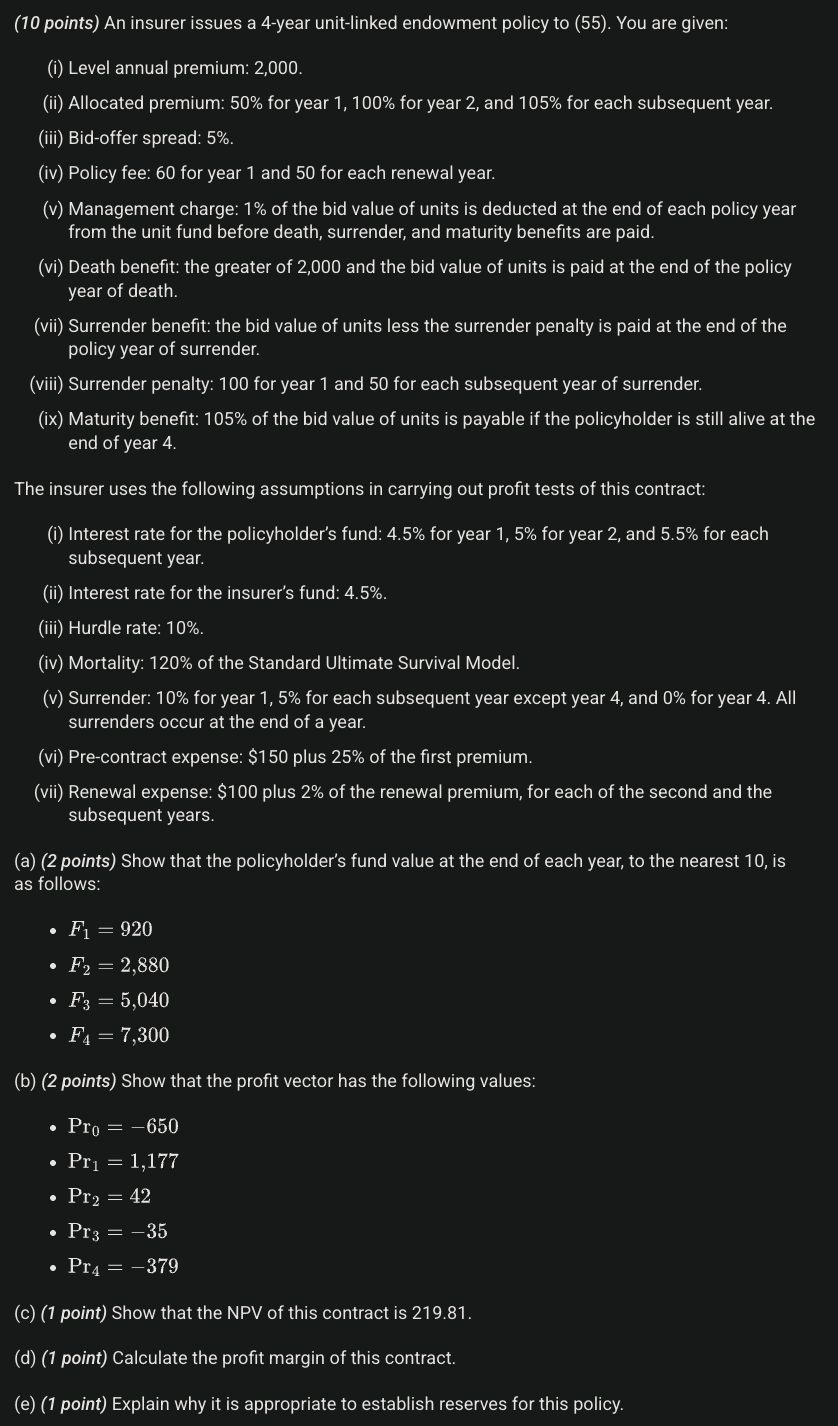 (10 points) An insurer issues a 4-year unit-linked endowment policy to (55). You are given:
(i) Level annual premium: 2,000.
(ii) Allocated premium: 50% for year 1, 100% for year 2, and 105% for each subsequent year.
(iii) Bid-offer spread: 5%.
(iv) Policy fee: 60 for year 1 and 50 for each renewal year.
(v) Management charge: 1% of the bid value of units is deducted at the end of each policy year
from the unit fund before death, surrender, and maturity benefits are paid.
(vi) Death benefit: the greater of 2,000 and the bid value of units is paid at the end of the policy
year of death.
(vii) Surrender benefit: the bid value of units less the surrender penalty is paid at the end of the
policy year of surrender.
(viii) Surrender penalty: 100 for year 1 and 50 for each subsequent year of surrender.
(ix) Maturity benefit: 105% of the bid value of units is payable if the policyholder is still alive at the
end of year 4.
The insurer uses the following assumptions in carrying out profit tests of this contract:
(i) Interest rate for the policyholder’s fund: 4.5% for year 1, 5% for year 2, and 5.5% for each
subsequent year.
(ii) Interest rate for the insurer’s fund: 4.5%.
(iii) Hurdle rate: 10%.
(iv) Mortality: 120% of the Standard Ultimate Survival Model.
(v) Surrender: 10% for year 1, 5% for each subsequent year except year 4, and 0% for year 4. All
surrenders occur at the end of a year.
(vi) Pre-contract expense: $150 plus 25% of the first premium.
(vii) Renewal expense: $100 plus 2% of the renewal premium, for each of the second and the
subsequent years.
(a) (2 points) Show that the policyholder’s fund value at the end of each year, to the nearest 10, is
as follows:
• F₁ = 920
• F₂ = 2,880
• F₃ = 5,040
• F₄ = 7,300
(b) (2 points) Show that the profit vector has the following values:
• Pr₀ = −650
• Pr₁ = 1,177
• Pr₂ = 42
• Pr₃ = −35
• Pr₄ = −379
(c) (1 point) Show that the NPV of this contract is 219.81.
(d) (1 point) Calculate the profit margin of this contract.
(e) (1 point) Explain why it is appropriate to establish reserves for this policy.